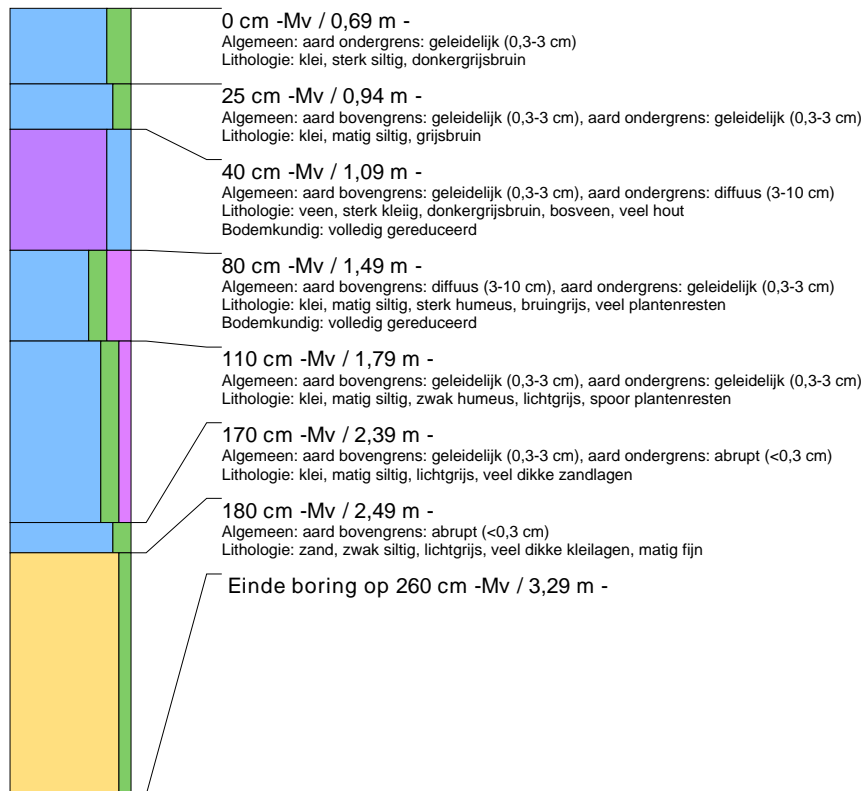 0 cm -Mv / 0,69 m -
Algemeen: aard ondergrens: geleidelijk (0,3-3 cm)
Lithologie: klei, sterk siltig, donkergrijsbruin
25 cm -Mv / 0,94 m -
Algemeen: aard bovengrens: geleidelijk (0,3-3 cm), aard ondergrens: geleidelijk (0,3-3 cm)
Lithologie: klei, matig siltig, grijsbruin
40 cm -Mv / 1,09 m -
Algemeen: aard bovengrens: geleidelijk (0,3-3 cm), aard ondergrens: diffuus (3-10 cm)
Lithologie: veen, sterk kleiig, donkergrijsbruin, bosveen, veel hout
Bodemkundig: volledig gereduceerd
80 cm -Mv / 1,49 m -
Algemeen: aard bovengrens: diffuus (3-10 cm), aard ondergrens: geleidelijk (0,3-3 cm)
Lithologie: klei, matig siltig, sterk humeus, bruingrijs, veel plantenresten
Bodemkundig: volledig gereduceerd
110 cm -Mv / 1,79 m -
Algemeen: aard bovengrens: geleidelijk (0,3-3 cm), aard ondergrens: geleidelijk (0,3-3 cm)
Lithologie: klei, matig siltig, zwak humeus, lichtgrijs, spoor plantenresten
170 cm -Mv / 2,39 m -
Algemeen: aard bovengrens: geleidelijk (0,3-3 cm), aard ondergrens: abrupt (<0,3 cm)
Lithologie: klei, matig siltig, lichtgrijs, veel dikke zandlagen
180 cm -Mv / 2,49 m -
Algemeen: aard bovengrens: abrupt (<0,3 cm)
Lithologie: zand, zwak siltig, lichtgrijs, veel dikke kleilagen, matig fijn
Einde boring op 260 cm -Mv / 3,29 m -